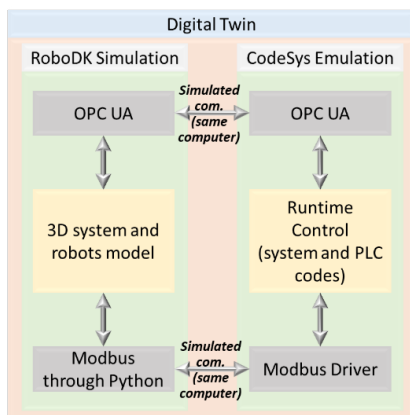 Digital Twin
RoboDK Simulation
CodeSys Emulation
OPC UA
Simulated
com.
(same
computer)
OPC UA
3D system and
robots model
Runtime
Control
(system and PLC
codes)
Modbus
through Python
Simulated
com.
(same
computer)
Modbus Driver